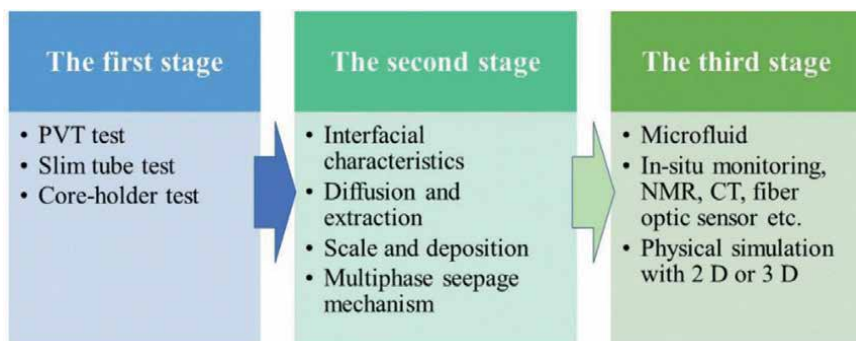 The first stage
• PVT test
• Slim tube test
• Core-holder test
The second stage
• Interfacial
characteristics
• Diffusion and
extraction
• Scale and deposition
• Multiphase seepage
mechanism
The third stage
• Microfluid
• In-situ monitoring,
NMR, CT, fiber
optic sensor etc.
• Physical simulation
with 2 D or 3 D